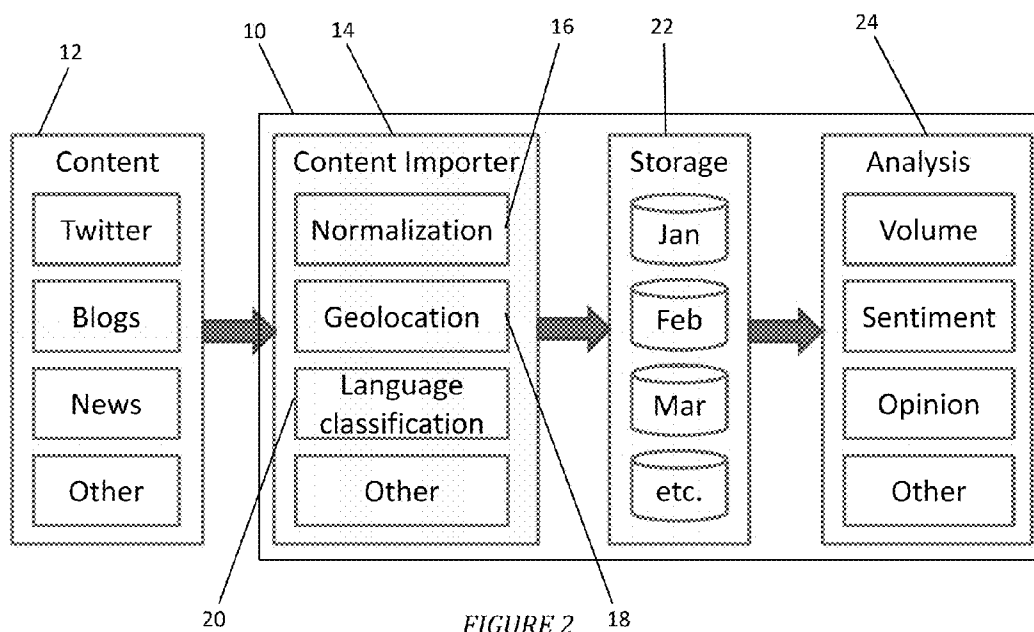 12
10
14
16
22
24
Content
Twitter
Blogs
News
Other
Content Importer
Normalization
Geolocation
Language
classification
Other
Storage
Jan
Feb
Mar
etc.
Analysis
Volume
Sentiment
Opinion
Other
20
FIGURE 2
18